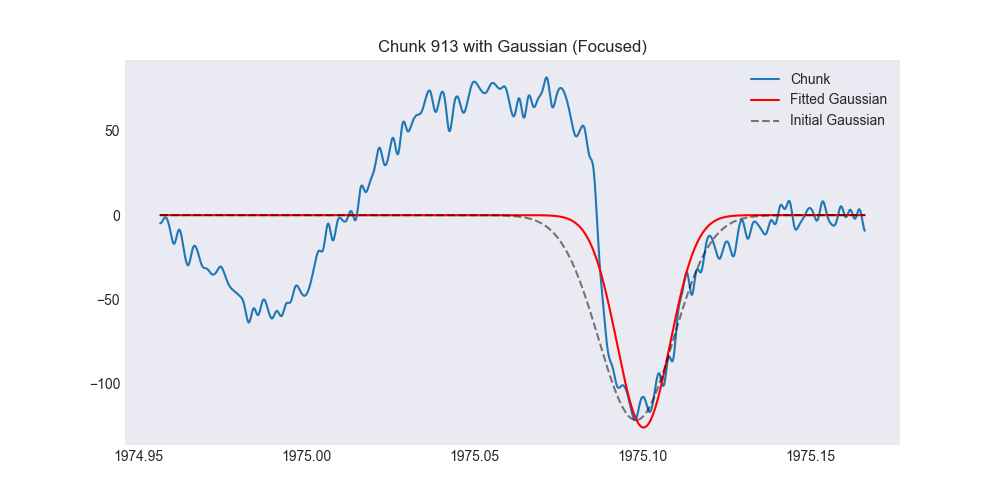 Chunk 913 with Gaussian (Focused)
Chunk
Fitted Gaussian
Initial Gaussian
50
0
−50
−100
1974.95 1975.00 1975.05 1975.10 1975.15